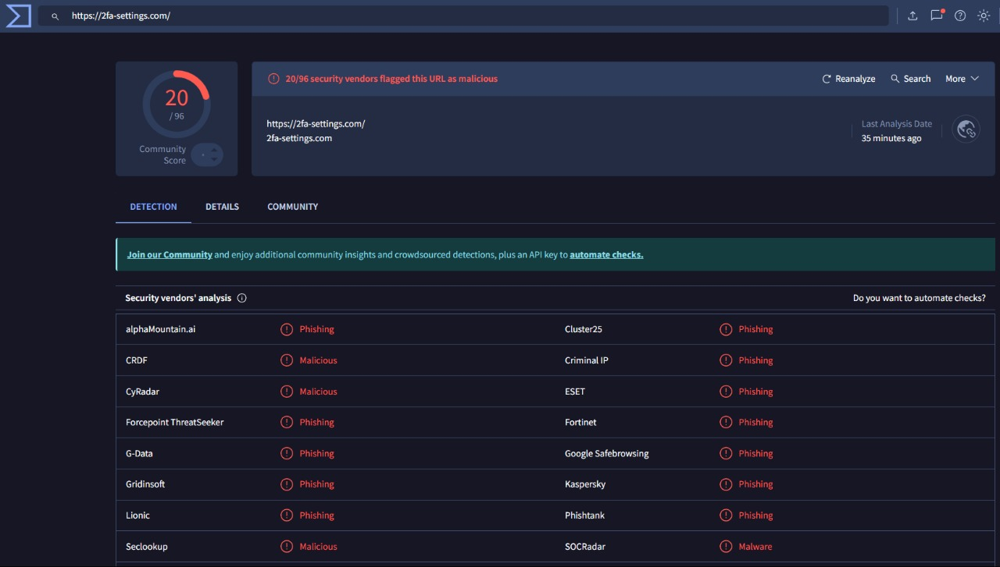 https://2fa-settings.com/
20
/ 96
Community
Score
20/96 security vendors flagged this URL as malicious
Reanalyze
Search
More
https://2fa-settings.com/
2fa-settings.com
Last Analysis Date
35 minutes ago
DETECTION DETAILS COMMUNITY
Join our Community and enjoy additional community insights and crowdsourced detections, plus an API key to automate checks.
Security vendors' analysis
Do you want to automate checks?
alphaMountain.ai Phishing Cluster25 Phishing
CRDF Malicious Criminal IP Phishing
CyRadar Malicious ESET Phishing
Forcepoint ThreatSeeker Phishing Fortinet Phishing
G-Data Phishing Google Safebrowsing Phishing
Gridinsoft Phishing Kaspersky Phishing
Lionic Phishing Phishtank Phishing
Seclookup Malicious SOCRadar Malware